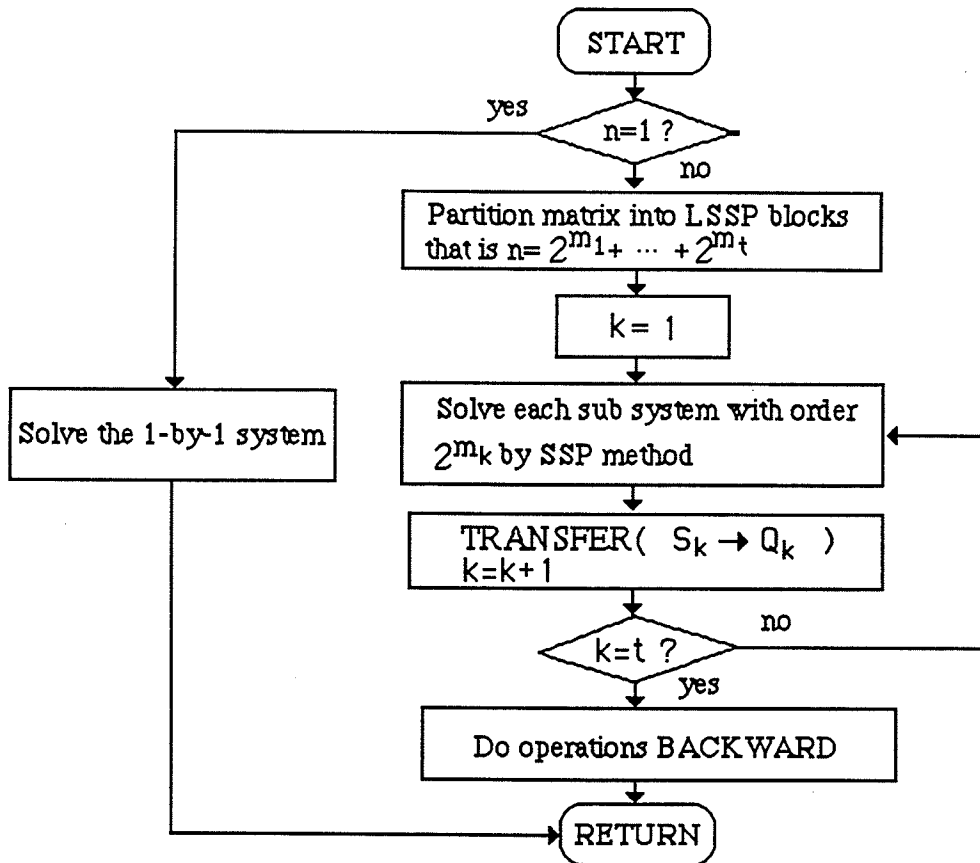 START
yes
n=1 ?
no
Partition matrix into LSSP blocks
that is n= 2^m1 + ... + 2^mt
k = 1
Solve each sub system with order
2^mk by SSP method
Solve the 1-by-1 system
TRANSFER( Sk → Qk )
k=k+1
no
k=t ?
yes
Do operations BACKWARD
RETURN